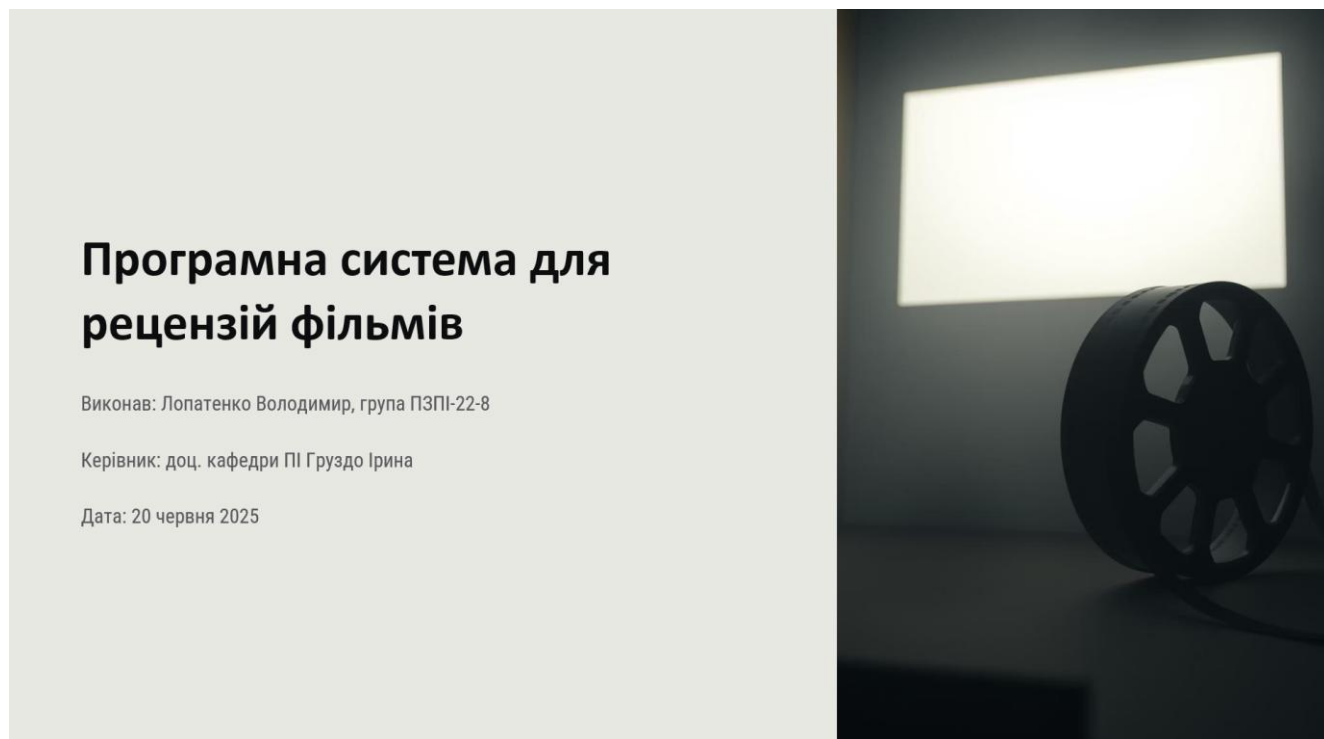 Програмна система для
рецензій фільмів
Виконав: Лопатенко Володимир, група ПЗПІ-22-8
Керівник: доц. кафедри ПІ Груздо Ірина
Дата: 20 червня 2025